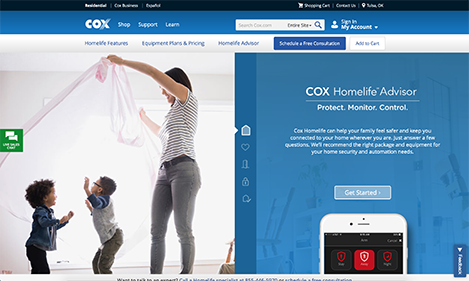 Residential Cox Business Español Shopping Cart Contact Us Tulsa, OK
COX Shop Support Learn Search Cox.com Entire Site Sign In
My Account
Homelife Features Equipment Plans & Pricing Homelife Advisor Schedule a Free Consultation Add to Cart
COX Homelife Advisor
Protect. Monitor. Control.
Cox Homelife can help your family feel safer and keep you
connected to your home wherever you are. Just answer a few
questions. We'll recommend the right package and equipment for
your home security and automation needs.
LIVE SALES
CHAT
Get Started ›
Feedback
Want to talk to an expert? Call a Homelife specialist at or schedule a free consultation.